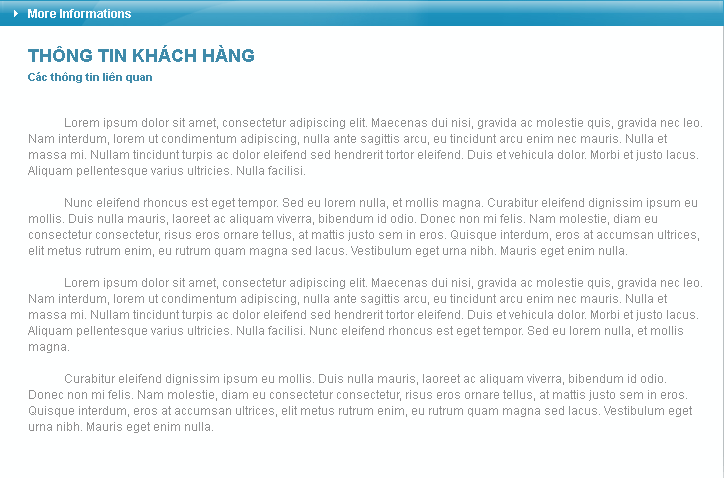 More Informations
THÔNG TIN KHÁCH HÀNG
Các thông tin liên quan
Lorem ipsum dolor sit amet, consectetur adipiscing elit. Maecenas dui nisi, gravida ac molestie quis, gravida nec leo.
Nam interdum, lorem ut condimentum adipiscing, nulla ante sagittis arcu, eu tincidunt arcu enim nec mauris. Nulla et
massa mi. Nullam tincidunt turpis ac dolor eleifend sed hendrerit tortor eleifend. Duis et vehicula dolor. Morbi et justo lacus.
Aliquam pellentesque varius ultricies. Nulla facilisi.
Nunc eleifend rhoncus est eget tempor. Sed eu lorem nulla, et mollis magna. Curabitur eleifend dignissim ipsum eu
mollis. Duis nulla mauris, laoreet ac aliquam viverra, bibendum id odio. Donec non mi felis. Nam molestie, diam eu
consectetur consectetur, risus eros ornare tellus, at mattis justo sem in eros. Quisque interdum, eros at accumsan ultrices,
elit metus rutrum enim, eu rutrum quam magna sed lacus. Vestibulum eget urna nibh. Mauris eget enim nulla.
Lorem ipsum dolor sit amet, consectetur adipiscing elit. Maecenas dui nisi, gravida ac molestie quis, gravida nec leo.
Nam interdum, lorem ut condimentum adipiscing, nulla ante sagittis arcu, eu tincidunt arcu enim nec mauris. Nulla et
massa mi. Nullam tincidunt turpis ac dolor eleifend sed hendrerit tortor eleifend. Duis et vehicula dolor. Morbi et justo lacus.
Aliquam pellentesque varius ultricies. Nulla facilisi. Nunc eleifend rhoncus est eget tempor. Sed eu lorem nulla, et mollis
magna.
Curabitur eleifend dignissim ipsum eu mollis. Duis nulla mauris, laoreet ac aliquam viverra, bibendum id odio.
Donec non mi felis. Nam molestie, diam eu consectetur consectetur, risus eros ornare tellus, at mattis justo sem in eros.
Quisque interdum, eros at accumsan ultrices, elit metus rutrum enim, eu rutrum quam magna sed lacus. Vestibulum eget
urna nibh. Mauris eget enim nulla.